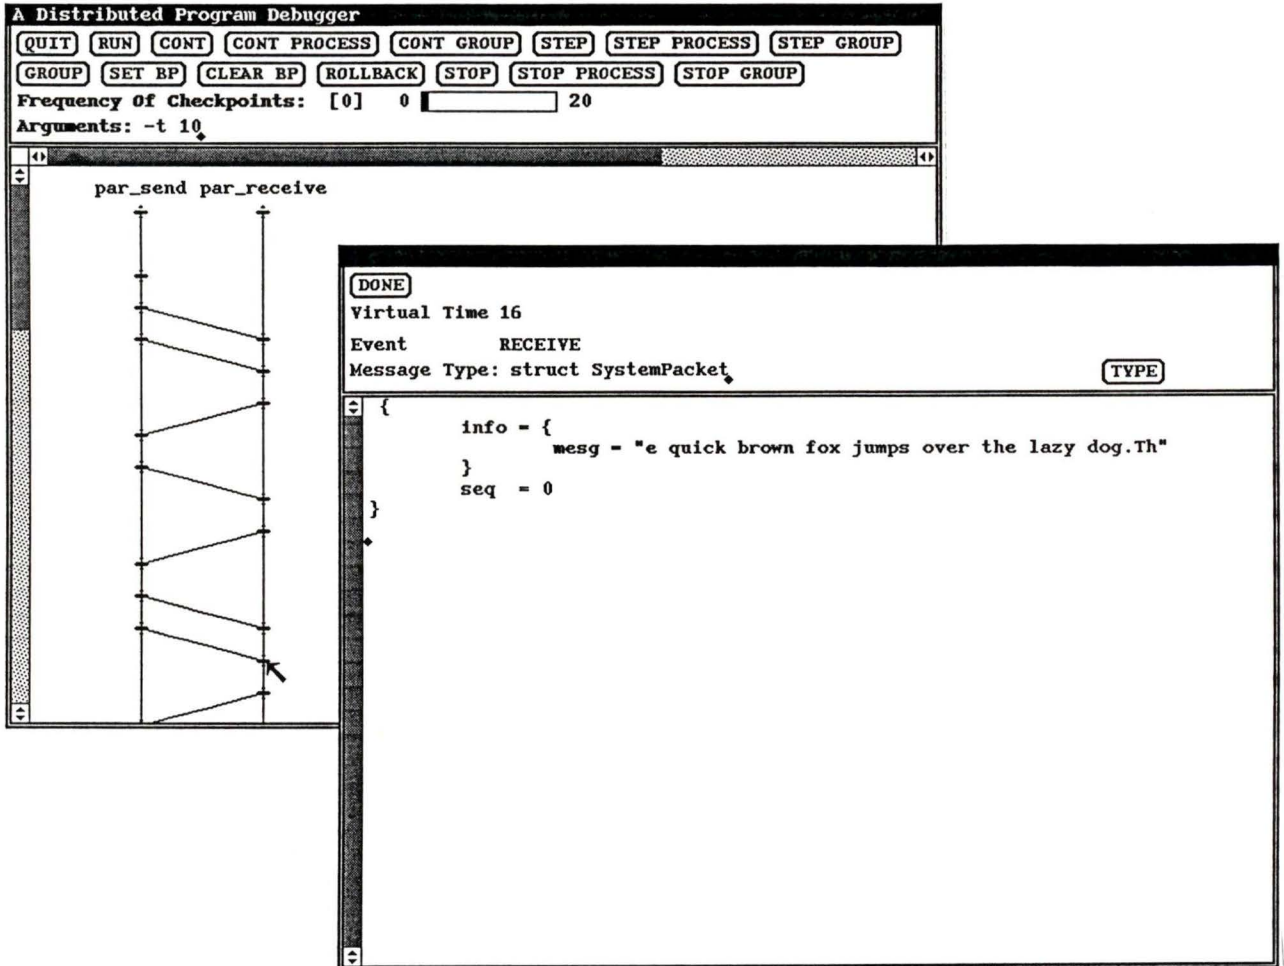 A Distributed Program Debugger
QUIT RUN CONT CONT PROCESS CONT GROUP STEP STEP PROCESS STEP GROUP
GROUP SET BP CLEAR BP ROLLBACK STOP STOP PROCESS STOP GROUP
Frequency Of Checkpoints: [0] 0 20
Arguments: -t 10
par_send par_receive
DONE
Virtual Time 16
Event RECEIVE
Message Type: struct SystemPacket TYPE
{
info = {
mesg = "e quick brown fox jumps over the lazy dog.Th"
}
seq = 0
}